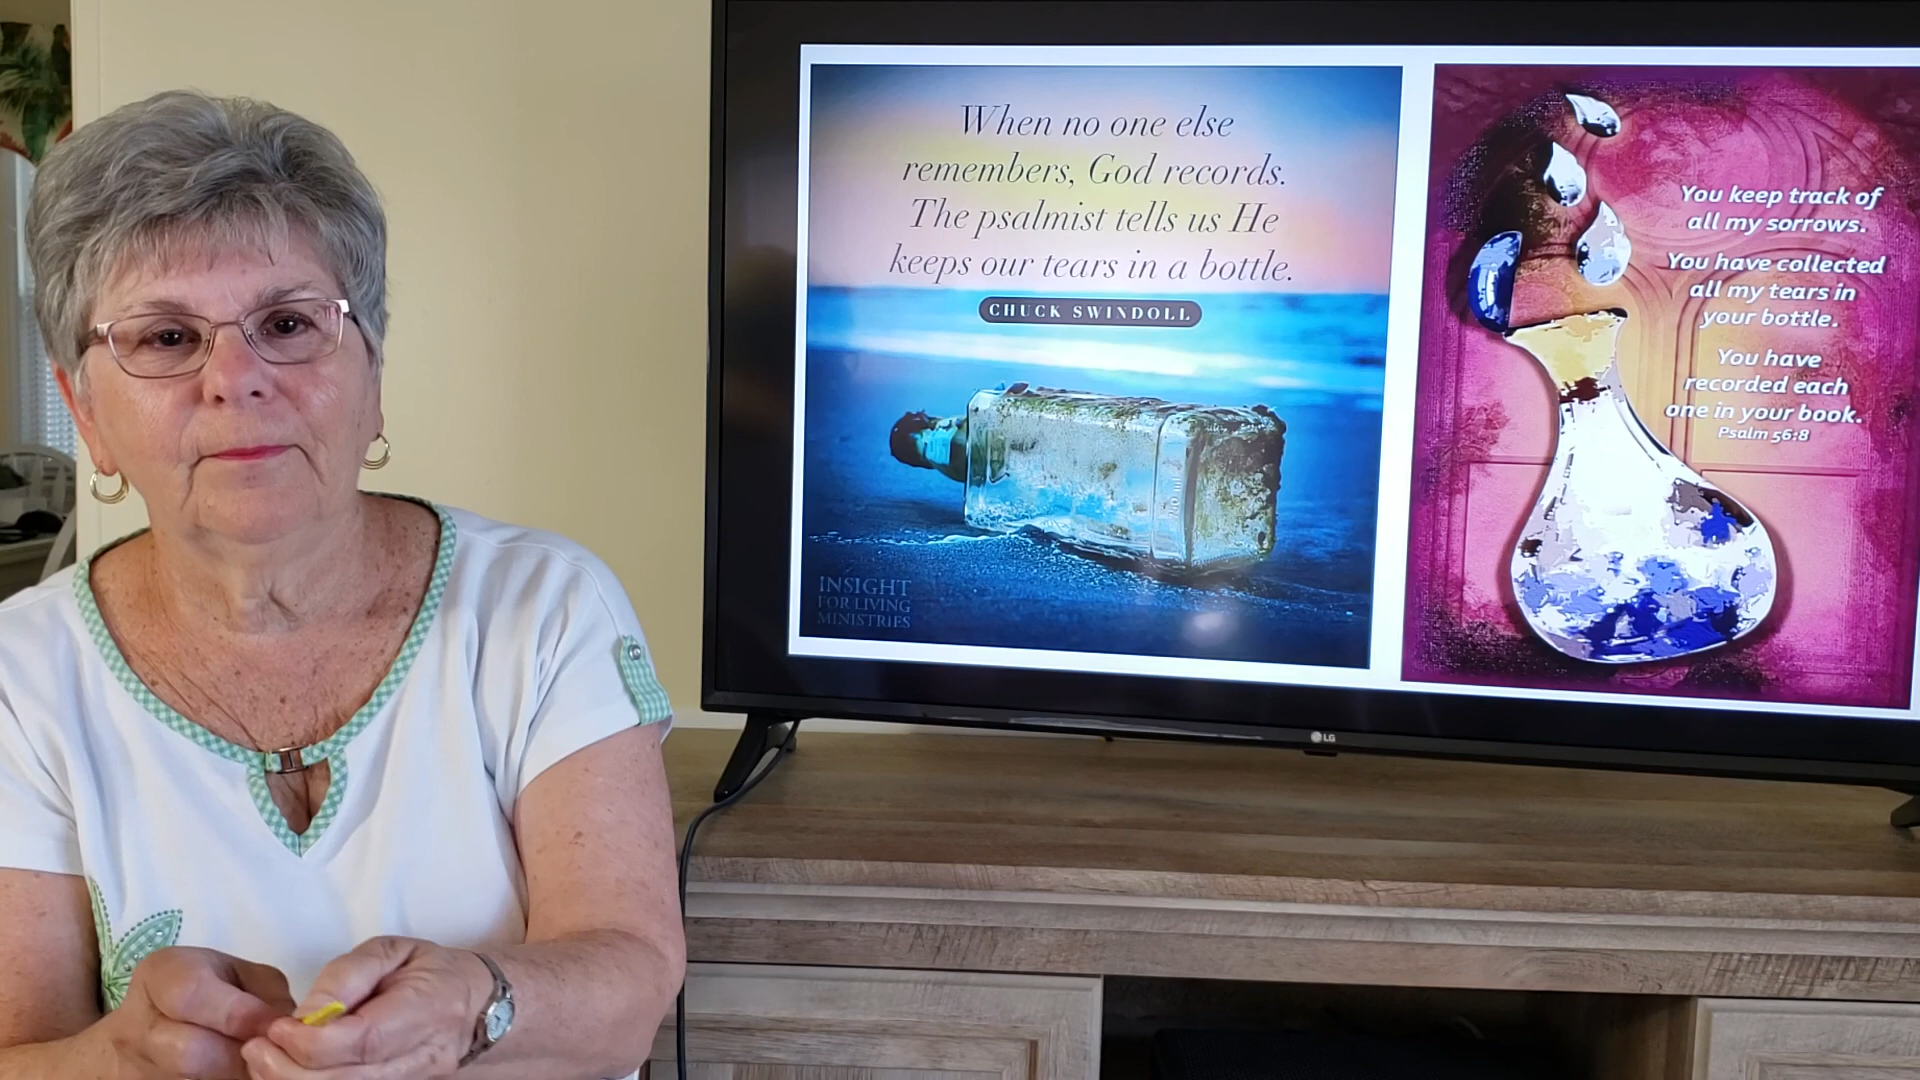 When no one else
remembers, God records.
The psalmist tells us He
keeps our tears in a bottle.
CHUCK SWINDOLL
INSIGHT
FOR LIVING
MINISTRIES
You keep track of
all my sorrows.
You have collected
all my tears in
your bottle.
You have
recorded each
one in your book.
Psalm 56:8
LG